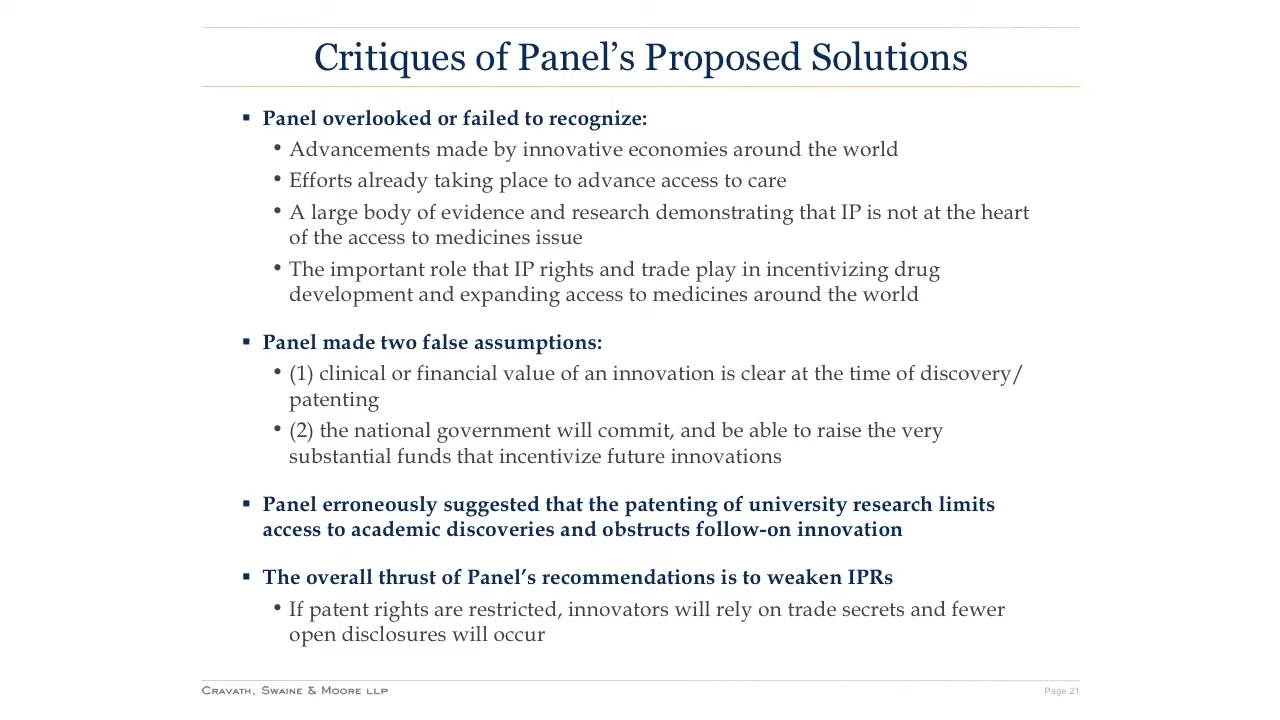 Critiques of Panel’s Proposed Solutions
▪ Panel overlooked or failed to recognize:
• Advancements made by innovative economies around the world
• Efforts already taking place to advance access to care
• A large body of evidence and research demonstrating that IP is not at the heart
of the access to medicines issue
• The important role that IP rights and trade play in incentivizing drug
development and expanding access to medicines around the world
▪ Panel made two false assumptions:
• (1) clinical or financial value of an innovation is clear at the time of discovery/
patenting
• (2) the national government will commit, and be able to raise the very
substantial funds that incentivize future innovations
▪ Panel erroneously suggested that the patenting of university research limits
access to academic discoveries and obstructs follow-on innovation
▪ The overall thrust of Panel’s recommendations is to weaken IPRs
• If patent rights are restricted, innovators will rely on trade secrets and fewer
open disclosures will occur
Cravath, Swaine & Moore LLP
Page 21